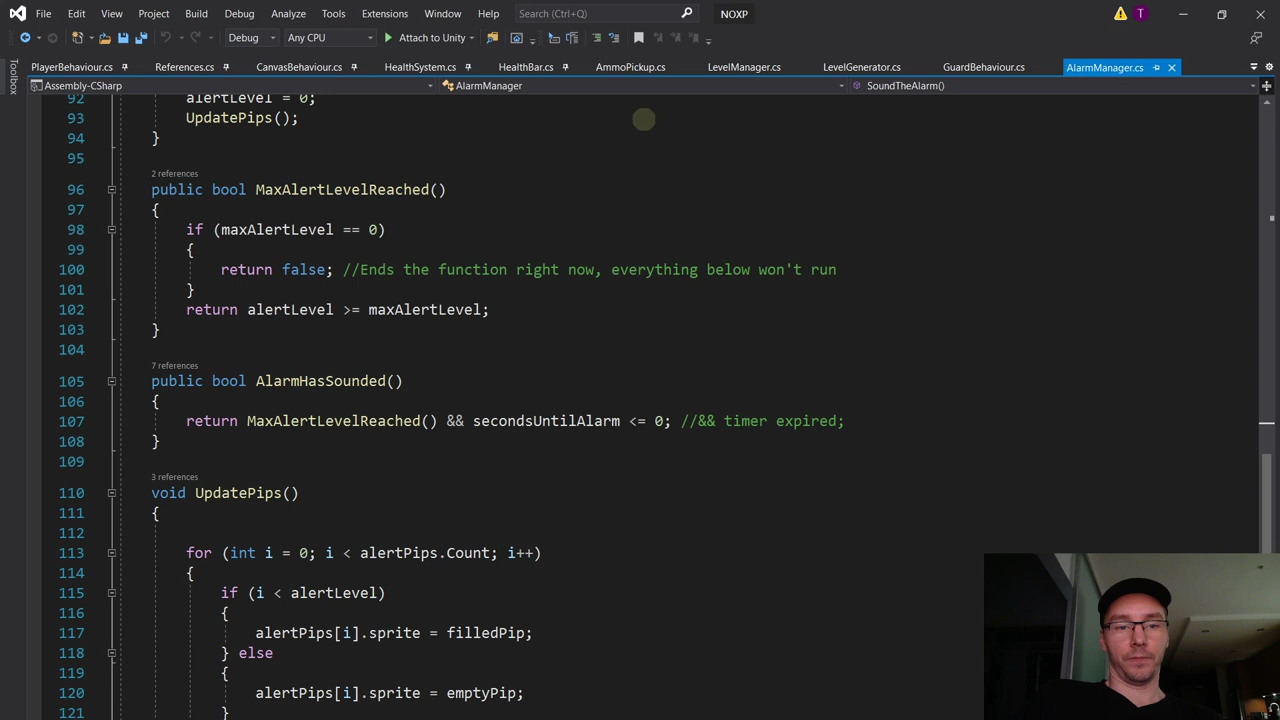 File Edit View Project Build Debug Analyze Tools Extensions Window Help Search (Ctrl+Q) NOXP T
Debug Any CPU Attach to Unity
Toolbox
PlayerBehaviour.cs References.cs CanvasBehaviour.cs HealthSystem.cs HealthBar.cs AmmoPickup.cs LevelManager.cs LevelGenerator.cs GuardBehaviour.cs AlarmManager.cs
Assembly-CSharp AlarmManager SoundTheAlarm()
92 alertLevel = 0;
93 UpdatePips();
94 }
95
2 references
96 public bool MaxAlertLevelReached()
97 {
98 if (maxAlertLevel == 0)
99 {
100 return false; //Ends the function right now, everything below won't run
101 }
102 return alertLevel >= maxAlertLevel;
103 }
104
7 references
105 public bool AlarmHasSounded()
106 {
107 return MaxAlertLevelReached() && secondsUntilAlarm <= 0; //&& timer expired;
108 }
109
3 references
110 void UpdatePips()
111 {
112
113 for (int i = 0; i < alertPips.Count; i++)
114 {
115 if (i < alertLevel)
116 {
117 alertPips[i].sprite = filledPip;
118 } else
119 {
120 alertPips[i].sprite = emptyPip;
121 }